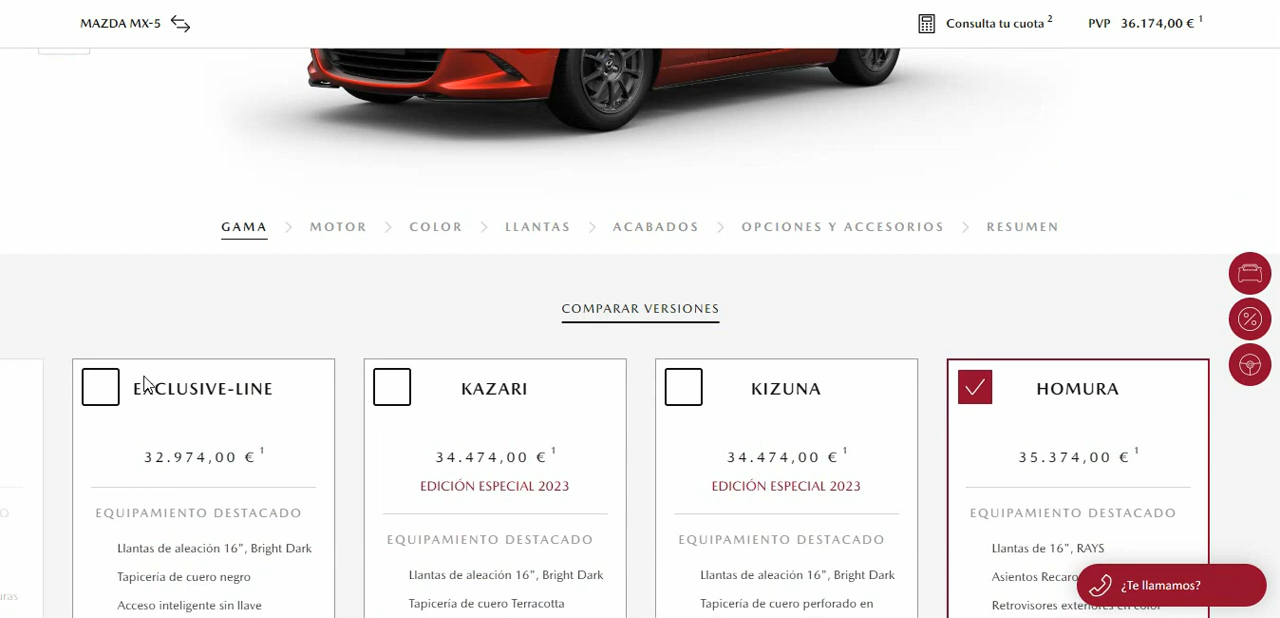 MAZDA MX-5
Consulta tu cuota 2
PVP 36.174,00 € 1
GAMA MOTOR COLOR LLANTAS ACABADOS OPCIONES Y ACCESORIOS RESUMEN
COMPARAR VERSIONES
EXCLUSIVE-LINE
32.974,00 € 1
EQUIPAMIENTO DESTACADO
Llantas de aleación 16", Bright Dark
Tapicería de cuero negro
Acceso inteligente sin llave
KAZARI
34.474,00 € 1
EDICIÓN ESPECIAL 2023
EQUIPAMIENTO DESTACADO
Llantas de aleación 16", Bright Dark
Tapicería de cuero Terracotta
KIZUNA
34.474,00 € 1
EDICIÓN ESPECIAL 2023
EQUIPAMIENTO DESTACADO
Llantas de aleación 16", Bright Dark
Tapicería de cuero perforado en
HOMURA
35.374,00 € 1
EQUIPAMIENTO DESTACADO
Llantas de 16", RAYS
Asientos Recaro
Retrovisores exteriores en color
¿Te llamamos?